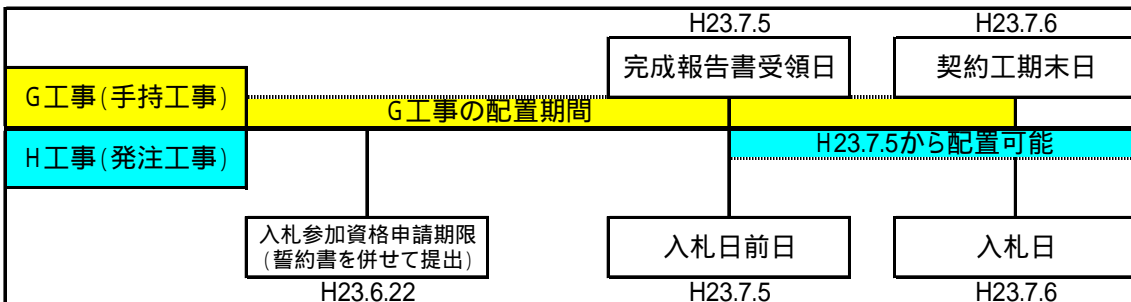 H23.7.5
H23.7.6
完成報告書受領日
契約工期末日
G工事(手持工事)
G工事の配置期間
H工事(発注工事)
H23.7.5から配置可能
入札参加資格申請期限
(誓約書を併せて提出)
入札日前日
入札日
H23.6.22
H23.7.5
H23.7.6